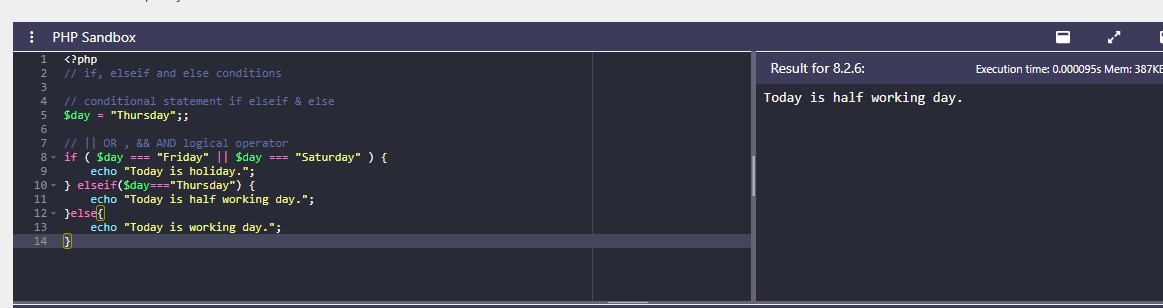 PHP Sandbox
1 <?php
2 // if, elseif and else conditions
3
4 // conditional statement if elseif & else
5 $day = "Thursday";;
6
7 // || OR , && AND logical operator
8 if ( $day === "Friday" || $day === "Saturday" ) {
9 echo "Today is holiday.";
10 } elseif($day==="Thursday") {
11 echo "Today is half working day.";
12 }else{
13 echo "Today is working day.";
14 }
Result for 8.2.6:
Execution time: 0.000095s Mem: 387KB
Today is half working day.